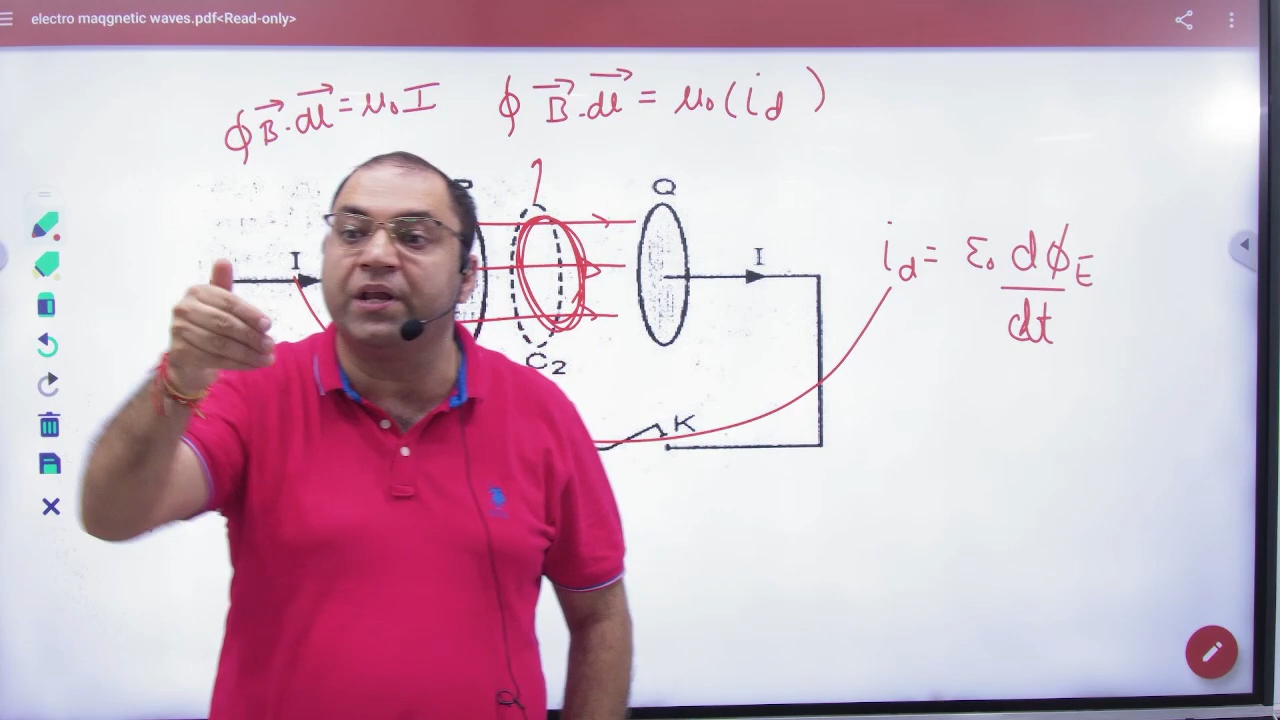 electro maqgnetic waves.pdf<Read-only>
∮B⃗.dl⃗ = μ₀I ∮B⃗.dl⃗ = μ₀(i_d)
Q
I
I
i_d = ε₀ dϕ_E
dt
C₂
K